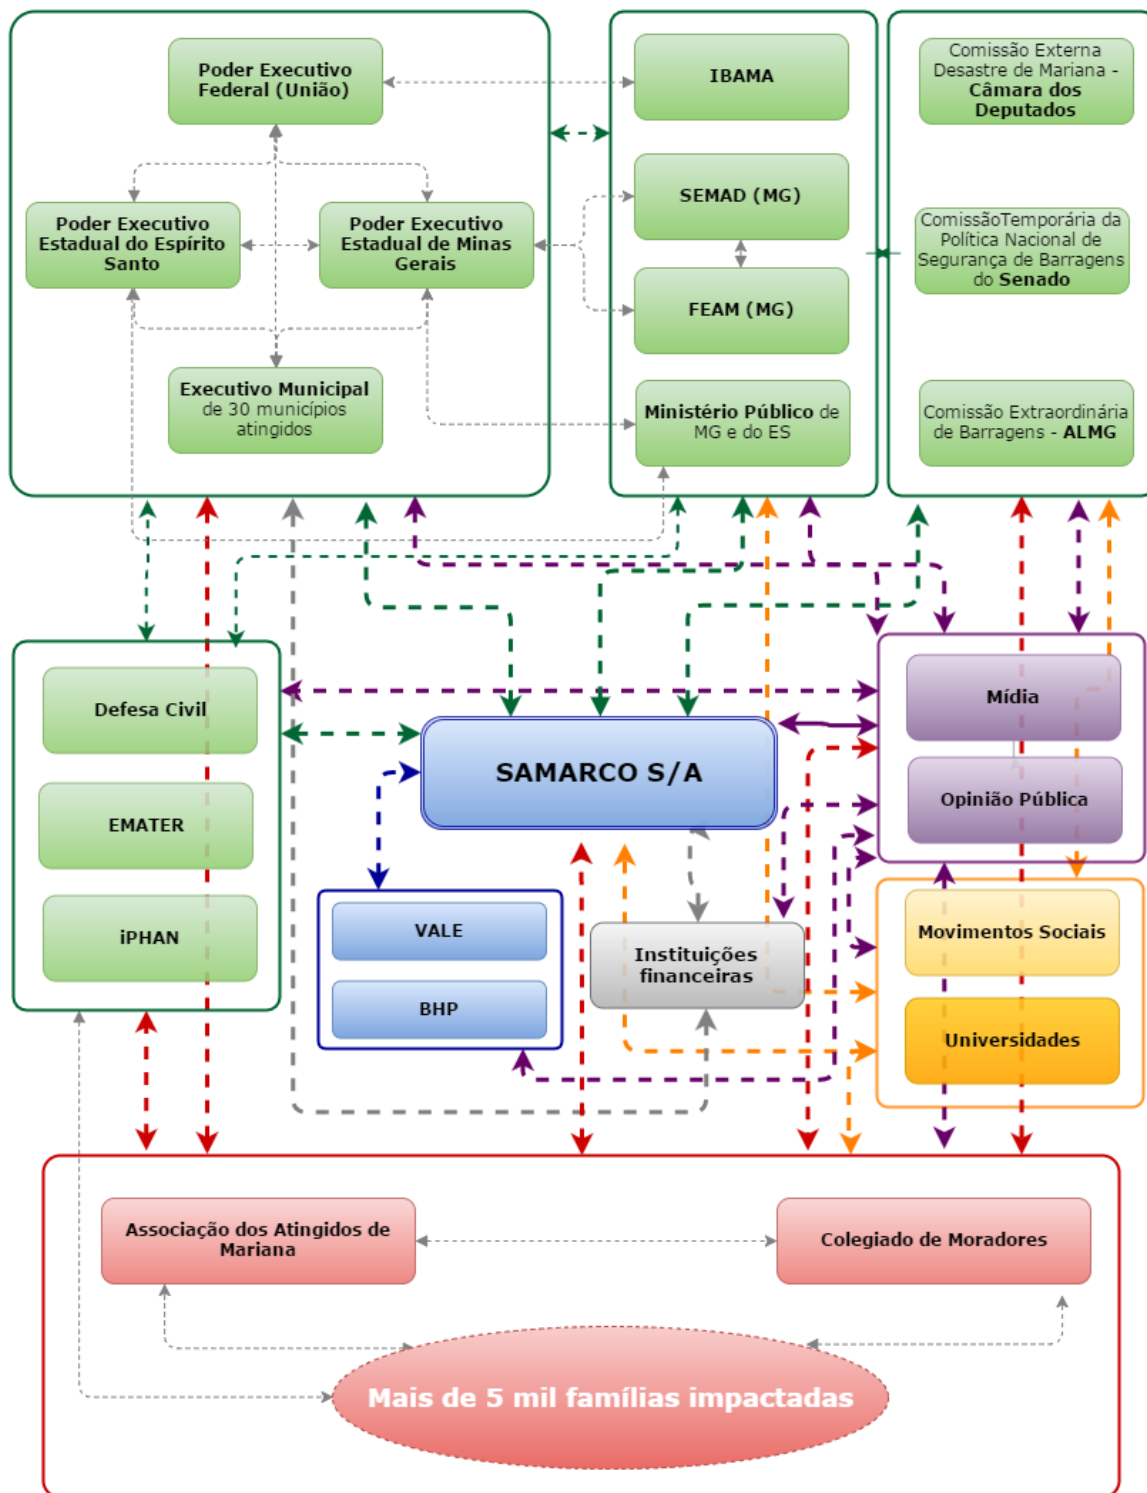 Poder Executivo
Federal (União)
Poder Executivo
Estadual do Espírito
Santo
Poder Executivo
Estadual de Minas
Gerais
Executivo Municipal
de 30 municípios
atingidos
IBAMA
SEMAD (MG)
FEAM (MG)
Ministério Público de
MG e do ES
Comissão Externa
Desastre de Mariana -
Câmara dos
Deputados
ComissãoTemporária da
Política Nacional de
Segurança de Barragens
do Senado
Comissão Extraordinária
de Barragens - ALMG
Defesa Civil
EMATER
iPHAN
SAMARCO S/A
VALE
BHP
Instituições
financeiras
Mídia
Opinião Pública
Movimentos Sociais
Universidades
Associação dos Atingidos de
Mariana
Colegiado de Moradores
Mais de 5 mil famílias impactadas